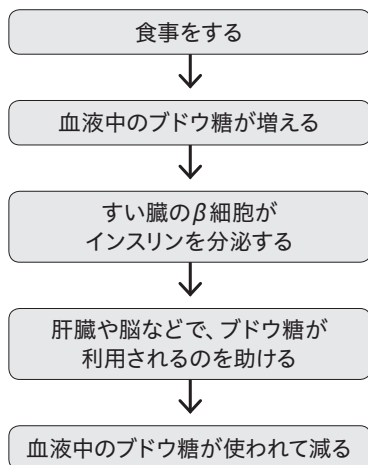 食事をする
血液中のブドウ糖が増える
すい臓のβ細胞が
インスリンを分泌する
肝臓や脳などで、ブドウ糖が
利用されるのを助ける
血液中のブドウ糖が使われて減る